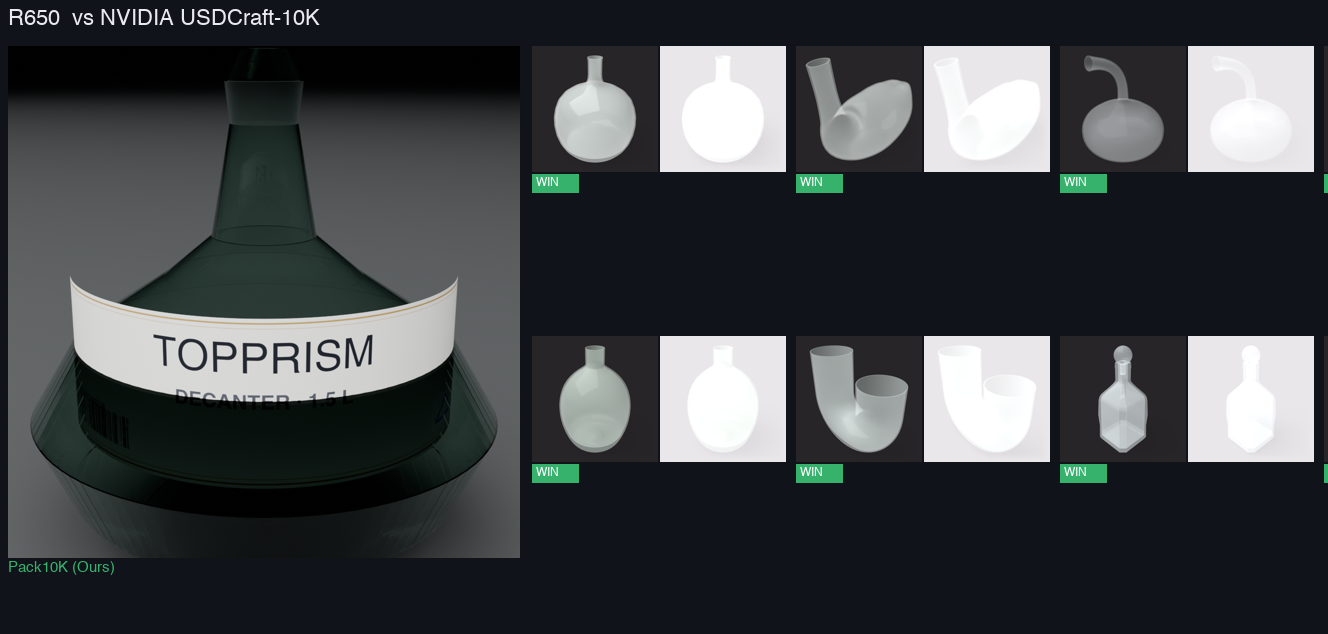 R650 vs NVIDIA USDCraft-10K
TOPPRISM
DECANTER · 1.5 L
WIN
WIN
WIN
WIN
WIN
WIN
Pack10K (Ours)